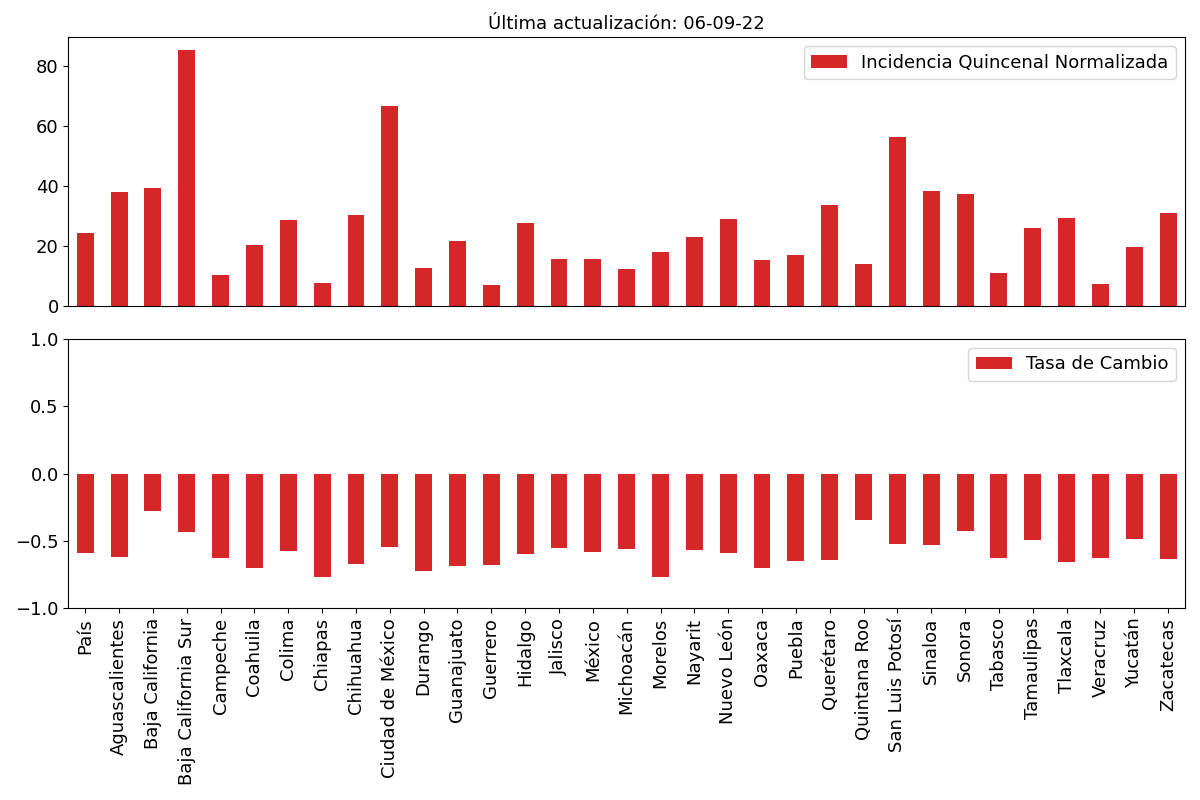 Última actualización: 06-09-22
Incidencia Quincenal Normalizada
80
60
40
20
0
Tasa de Cambio
1.0
0.5
0.0
−0.5
−1.0
País
Aguascalientes
Baja California
Baja California Sur
Campeche
Coahuila
Colima
Chiapas
Chihuahua
Ciudad de México
Durango
Guanajuato
Guerrero
Hidalgo
Jalisco
México
Michoacán
Morelos
Nayarit
Nuevo León
Oaxaca
Puebla
Querétaro
Quintana Roo
San Luis Potosí
Sinaloa
Sonora
Tabasco
Tamaulipas
Tlaxcala
Veracruz
Yucatán
Zacatecas